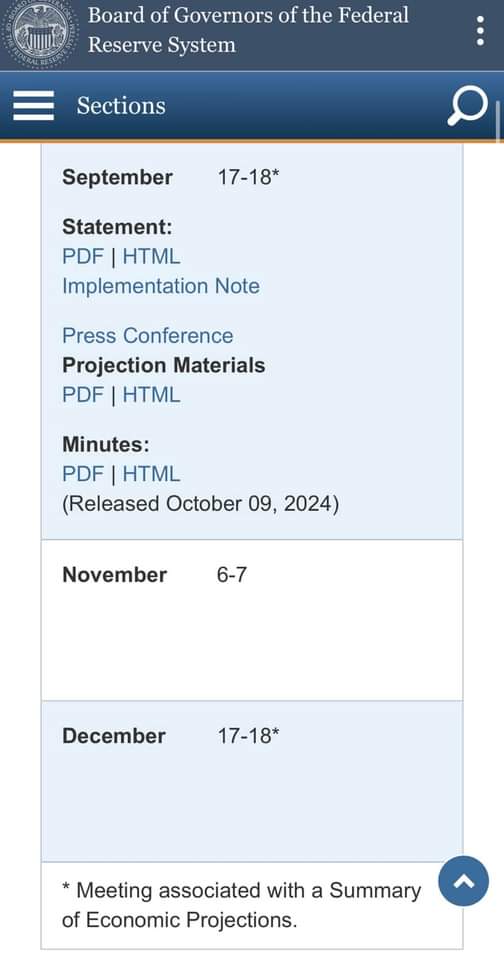 Board of Governors of the Federal
Reserve System
Sections
September 17-18*
Statement:
PDF | HTML
Implementation Note
Press Conference
Projection Materials
PDF | HTML
Minutes:
PDF | HTML
(Released October 09, 2024)
November 6-7
December 17-18*
* Meeting associated with a Summary
of Economic Projections.